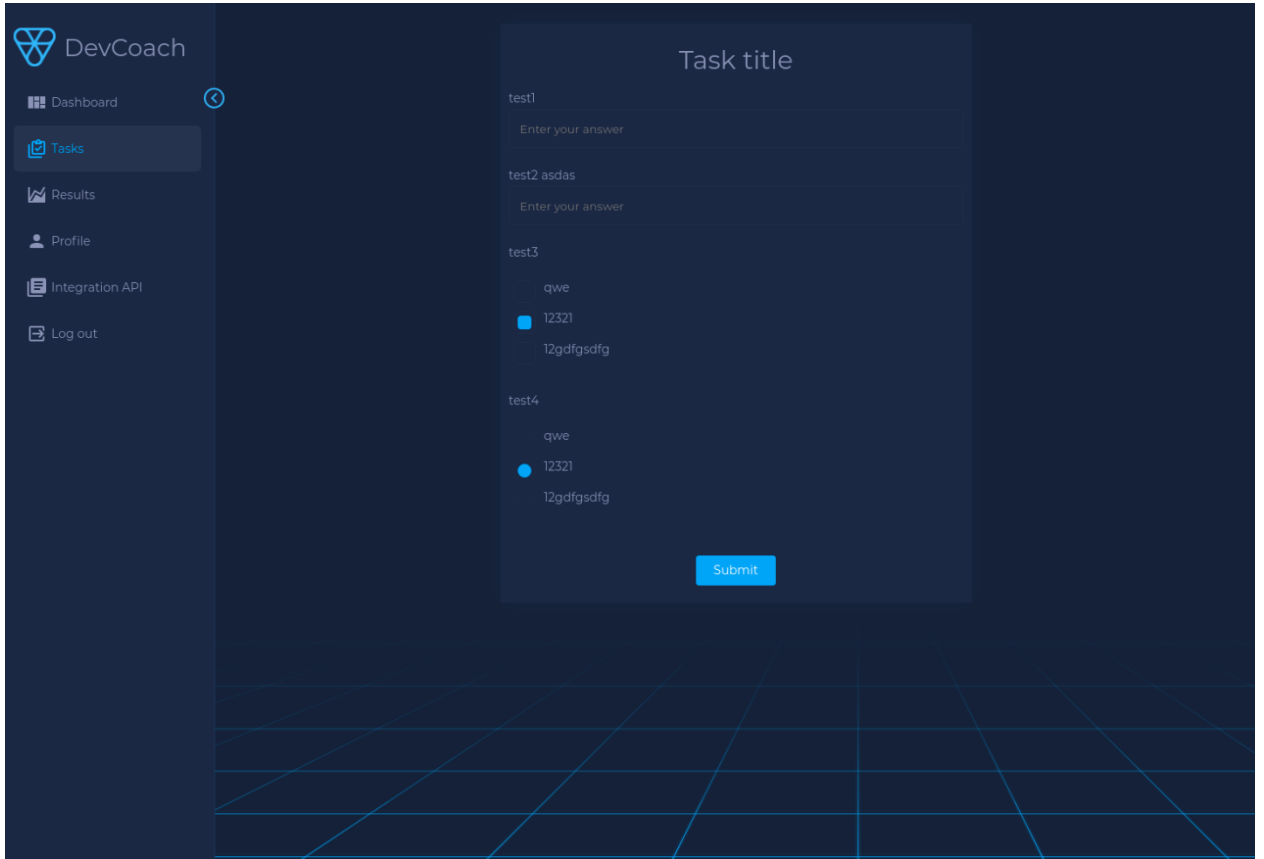 DevCoach
Dashboard
Tasks
Results
Profile
Integration API
Log out
Task title
test1
Enter your answer
test2 asdas
Enter your answer
test3
qwe
12321
12gdfgsdfg
test4
qwe
12321
12gdfgsdfg
Submit